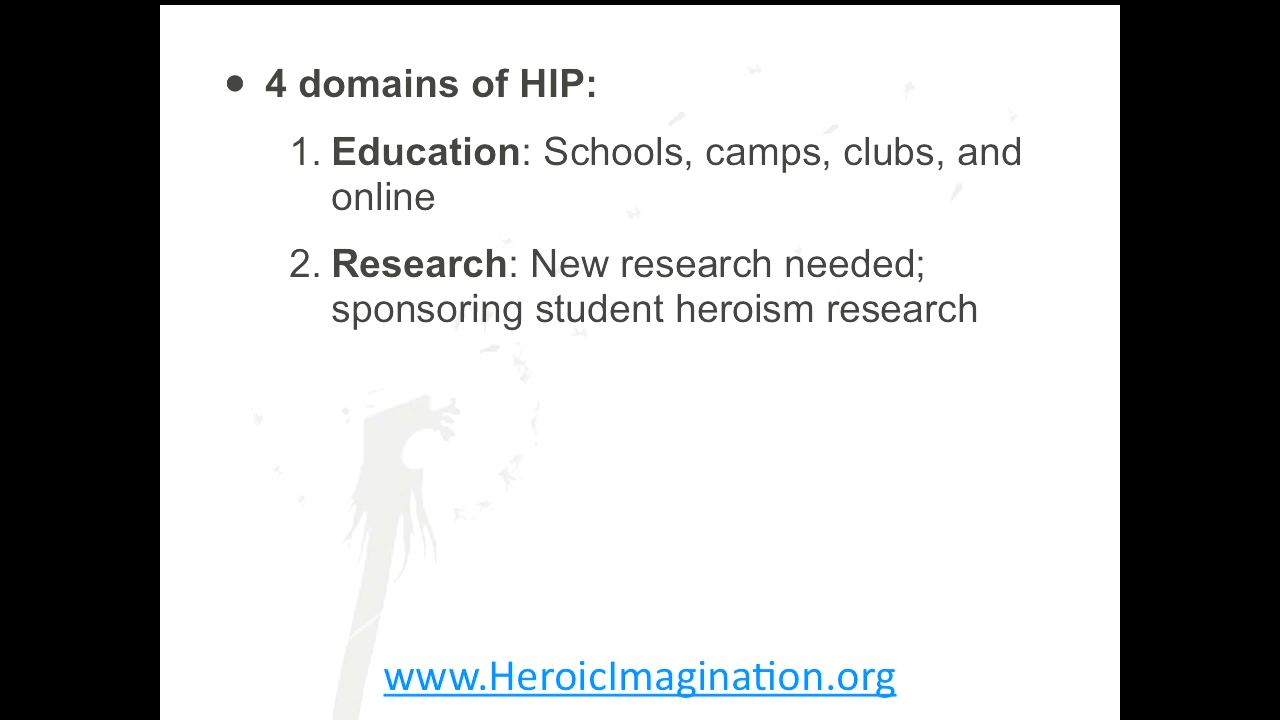 • 4 domains of HIP:
1. Education: Schools, camps, clubs, and
online
2. Research: New research needed;
sponsoring student heroism research
www.HeroicImagination.org